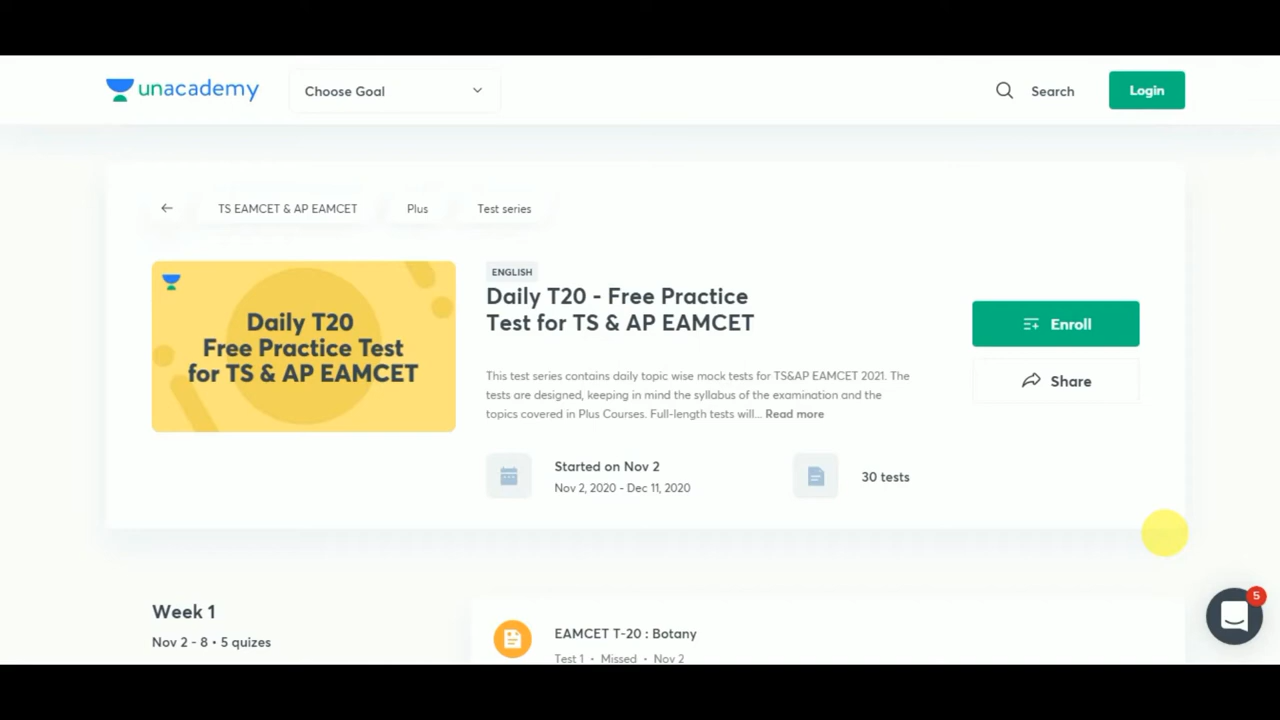 unacademy
Choose Goal
Search
Login
TS EAMCET & AP EAMCET
Plus
Test series
Daily T20
Free Practice Test
for TS & AP EAMCET
ENGLISH
Daily T20 - Free Practice
Test for TS & AP EAMCET
This test series contains daily topic wise mock tests for TS&AP EAMCET 2021. The
tests are designed, keeping in mind the syllabus of the examination and the
topics covered in Plus Courses. Full-length tests will... Read more
Enroll
Share
Started on Nov 2
Nov 2, 2020 - Dec 11, 2020
30 tests
5
Week 1
Nov 2 - 8 • 5 quizes
EAMCET T-20 : Botany
Test 1 • Missed • Nov 2